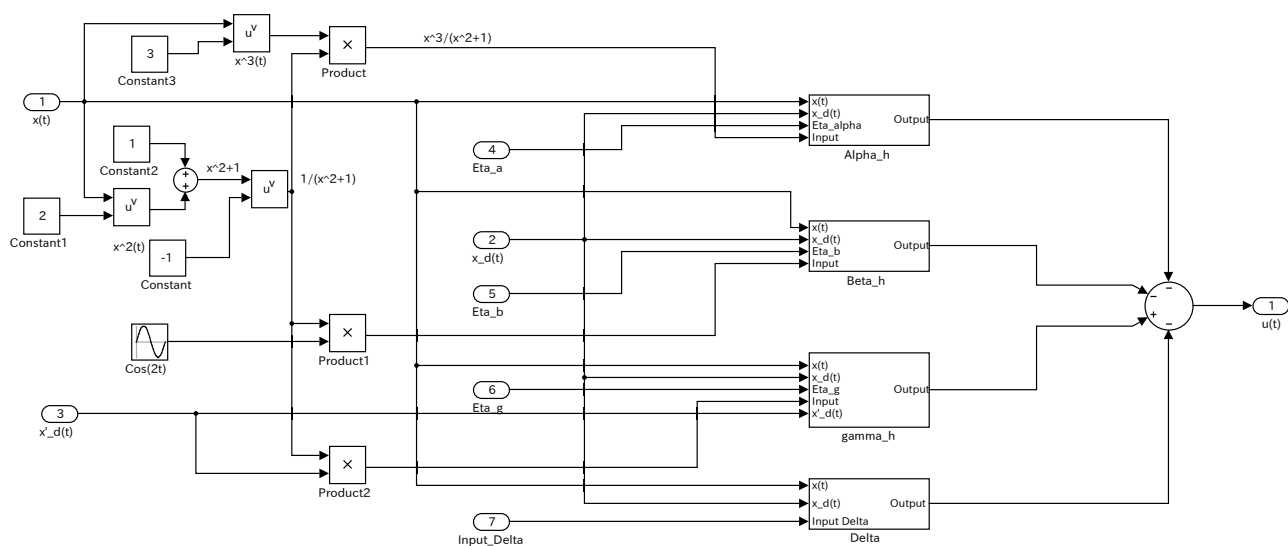 u^v
x^3(t)
3
Constant3
×
Product
x^3/(x^2+1)
1
x(t)
1
Constant2
+
+
x^2+1
u^v
1/(x^2+1)
2
Constant1
u^v
x^2(t)
-1
Constant
4
Eta_a
x(t)
x_d(t)
Eta_alpha
Input
Output
Alpha_h
2
x_d(t)
5
Eta_b
x(t)
x_d(t)
Eta_b
Input
Output
Beta_h
Cos(2t)
×
Product1
−
−
+
−
1
u(t)
3
x'_d(t)
6
Eta_g
x(t)
x_d(t)
Eta_g
Input
x'_d(t)
Output
gamma_h
×
Product2
7
Input_Delta
x(t)
x_d(t)
Input Delta
Output
Delta